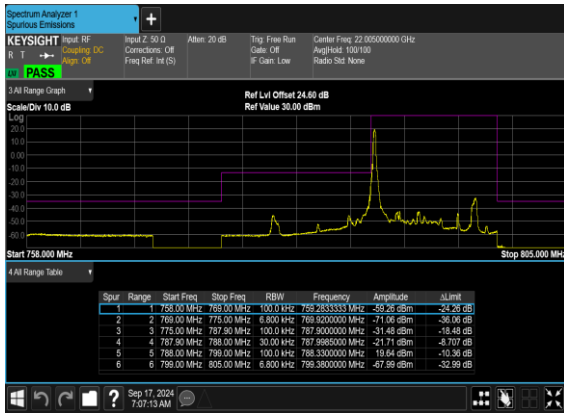 Spectrum Analyzer 1
Spurious Emissions
+
KEYSIGHT Input: RF Input Z: 50 Ω Atten: 20 dB Trig: Free Run Center Freq: 22.005000000 GHz
R T Coupling: DC Corrections: Off Gate: Off Avg|Hold: 100/100
Align: Off Freq Ref: Int (S) IF Gain: Low Radio Std: None
PASS
3 All Range Graph
Ref Lvl Offset 24.60 dB
Scale/Div 10.0 dB Ref Value 30.00 dBm
Log
20.0
10.0
0.00
-10.0
-20.0
-30.0
-40.0
-50.0
-60.0
Start 758.000 MHz Stop 805.000 MHz
4 All Range Table
Spur Range Start Freq Stop Freq RBW Frequency Amplitude ΔLimit
1 1 758.00 MHz 769.00 MHz 100.0 kHz 759.2833333 MHz -59.26 dBm -24.26 dB
2 2 769.00 MHz 775.00 MHz 6.800 kHz 769.9200000 MHz -71.06 dBm -36.06 dB
3 3 775.00 MHz 787.90 MHz 100.0 kHz 787.9000000 MHz -31.48 dBm -18.48 dB
4 4 787.90 MHz 788.00 MHz 30.00 kHz 787.9985000 MHz -21.71 dBm -8.707 dB
5 5 788.00 MHz 799.00 MHz 100.0 kHz 788.3300000 MHz 19.64 dBm -10.36 dB
6 6 799.00 MHz 805.00 MHz 6.800 kHz 799.3800000 MHz -67.99 dBm -32.99 dB
?
Sep 17, 2024
7:07:13 AM